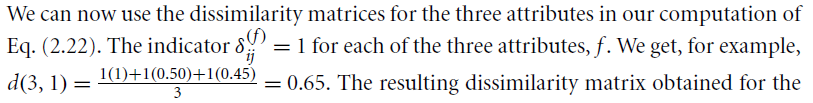 We can now use the dissimilarity matrices for the three attributes in our computation of
Eq. (2.22). The indicator δ_{ij}^{(f)} = 1 for each of the three attributes, f. We get, for example,
d(3, 1) = \frac{1(1)+1(0.50)+1(0.45)}{3} = 0.65. The resulting dissimilarity matrix obtained for the